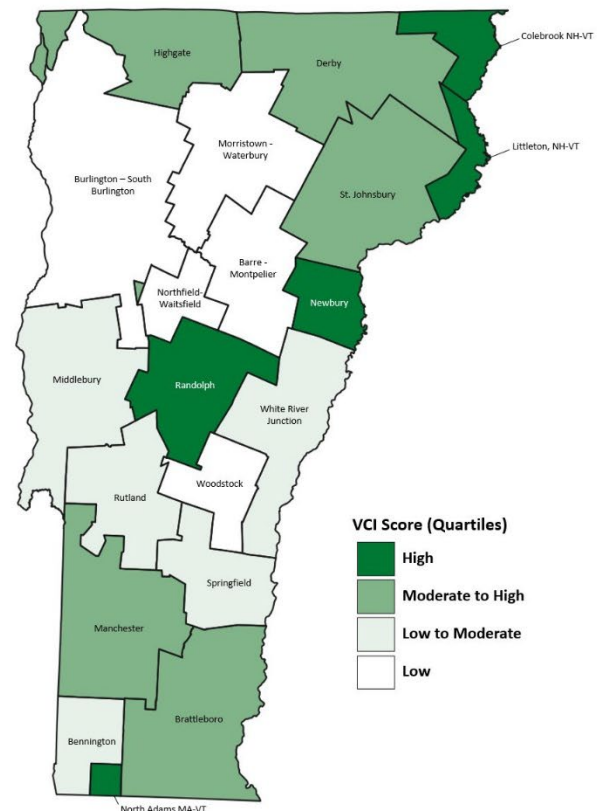 Highgate
Derby
Colebrook NH-VT
Littleton, NH-VT
Morristown -
Waterbury
Burlington – South
Burlington
St. Johnsbury
Barre -
Montpelier
Northfield-
Waitsfield
Newbury
Middlebury
Randolph
White River
Junction
Woodstock
Rutland
VCI Score (Quartiles)
High
Moderate to High
Low to Moderate
Low
Springfield
Manchester
Brattleboro
Bennington
North Adams MA-VT